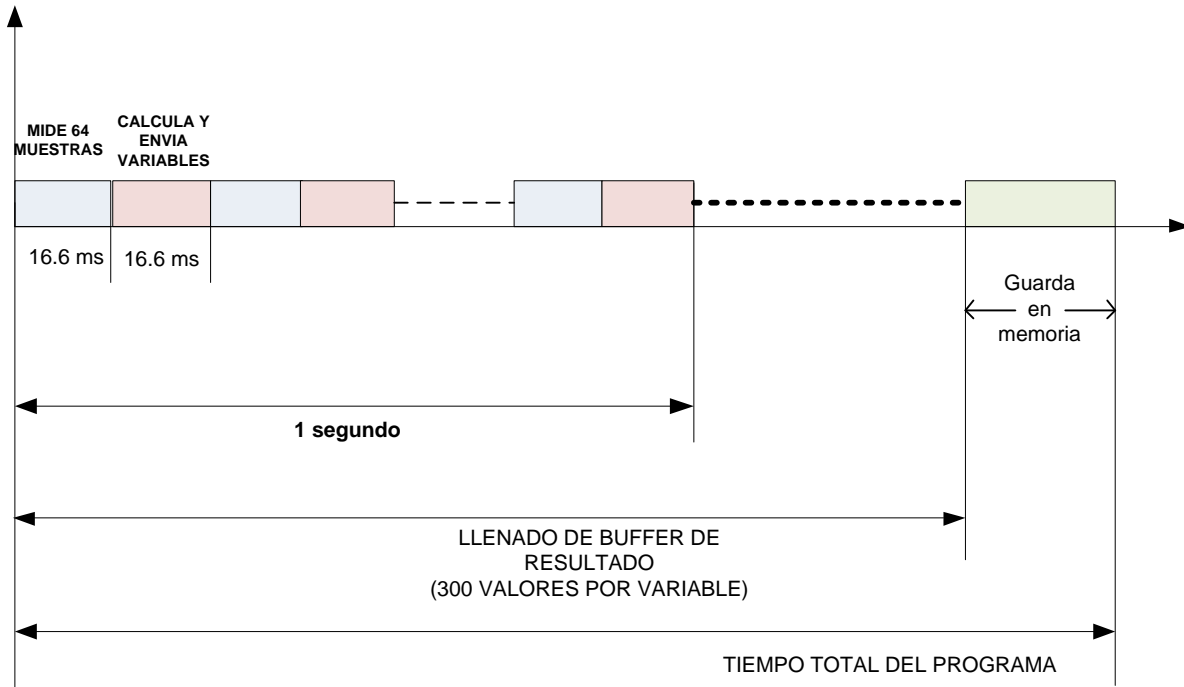 MIDE 64
MUESTRAS
CALCULA Y
ENVIA
VARIABLES
16.6 ms
16.6 ms
Guarda
en
memoria
1 segundo
LLENADO DE BUFFER DE
RESULTADO
(300 VALORES POR VARIABLE)
TIEMPO TOTAL DEL PROGRAMA